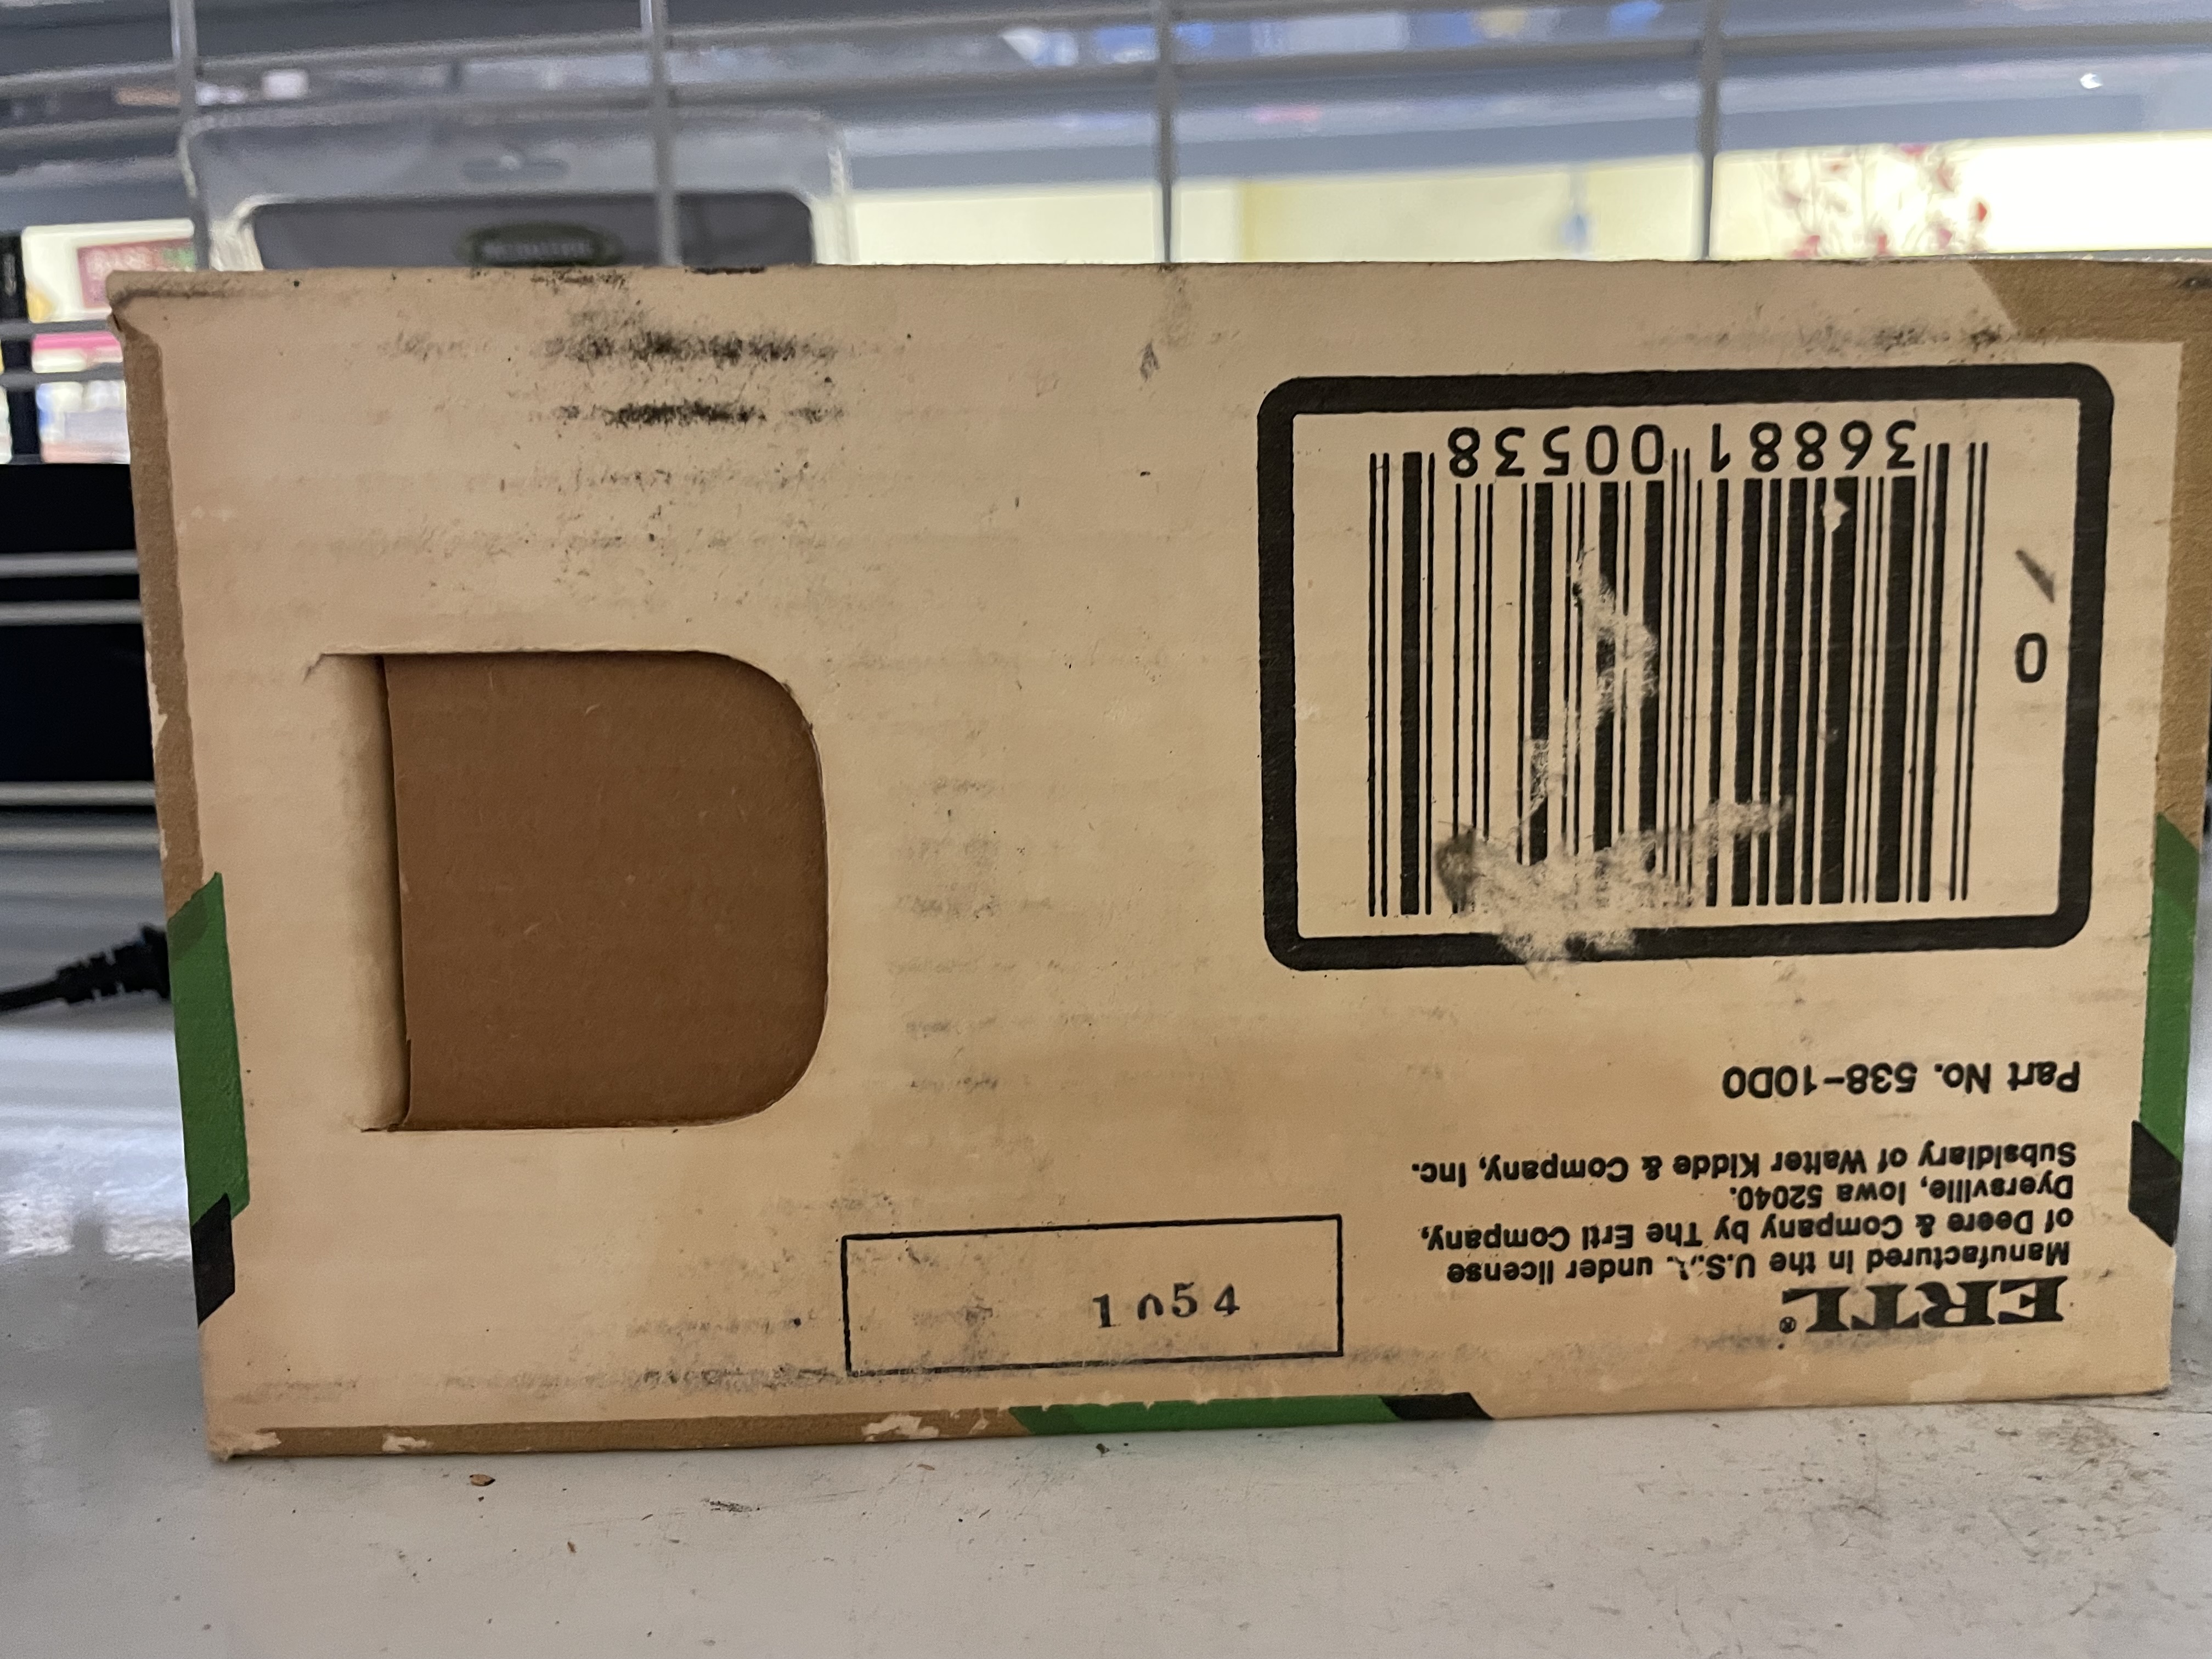 ERTL®
Manufactured in the U.S. under license
of Deere & Company by The Ertl Company,
Dyersville, Iowa 52040.
Subsidiary of Walter Kidde & Company, Inc.
Part No. 538-10D0
0
36881 00538
1054